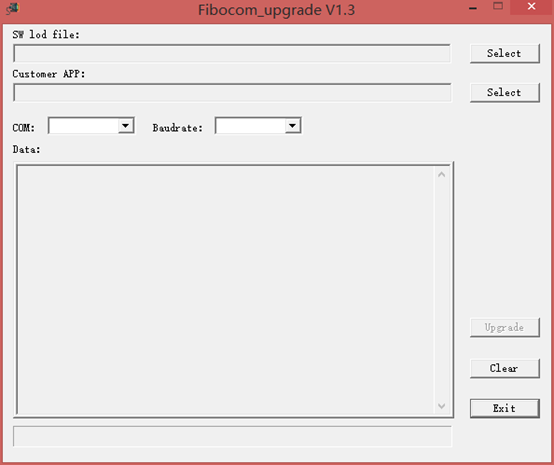 Fibocom_upgrade V1.3
SW lod file:
Select
Customer APP:
Select
COM:
Baudrate:
Data:
Upgrade
Clear
Exit